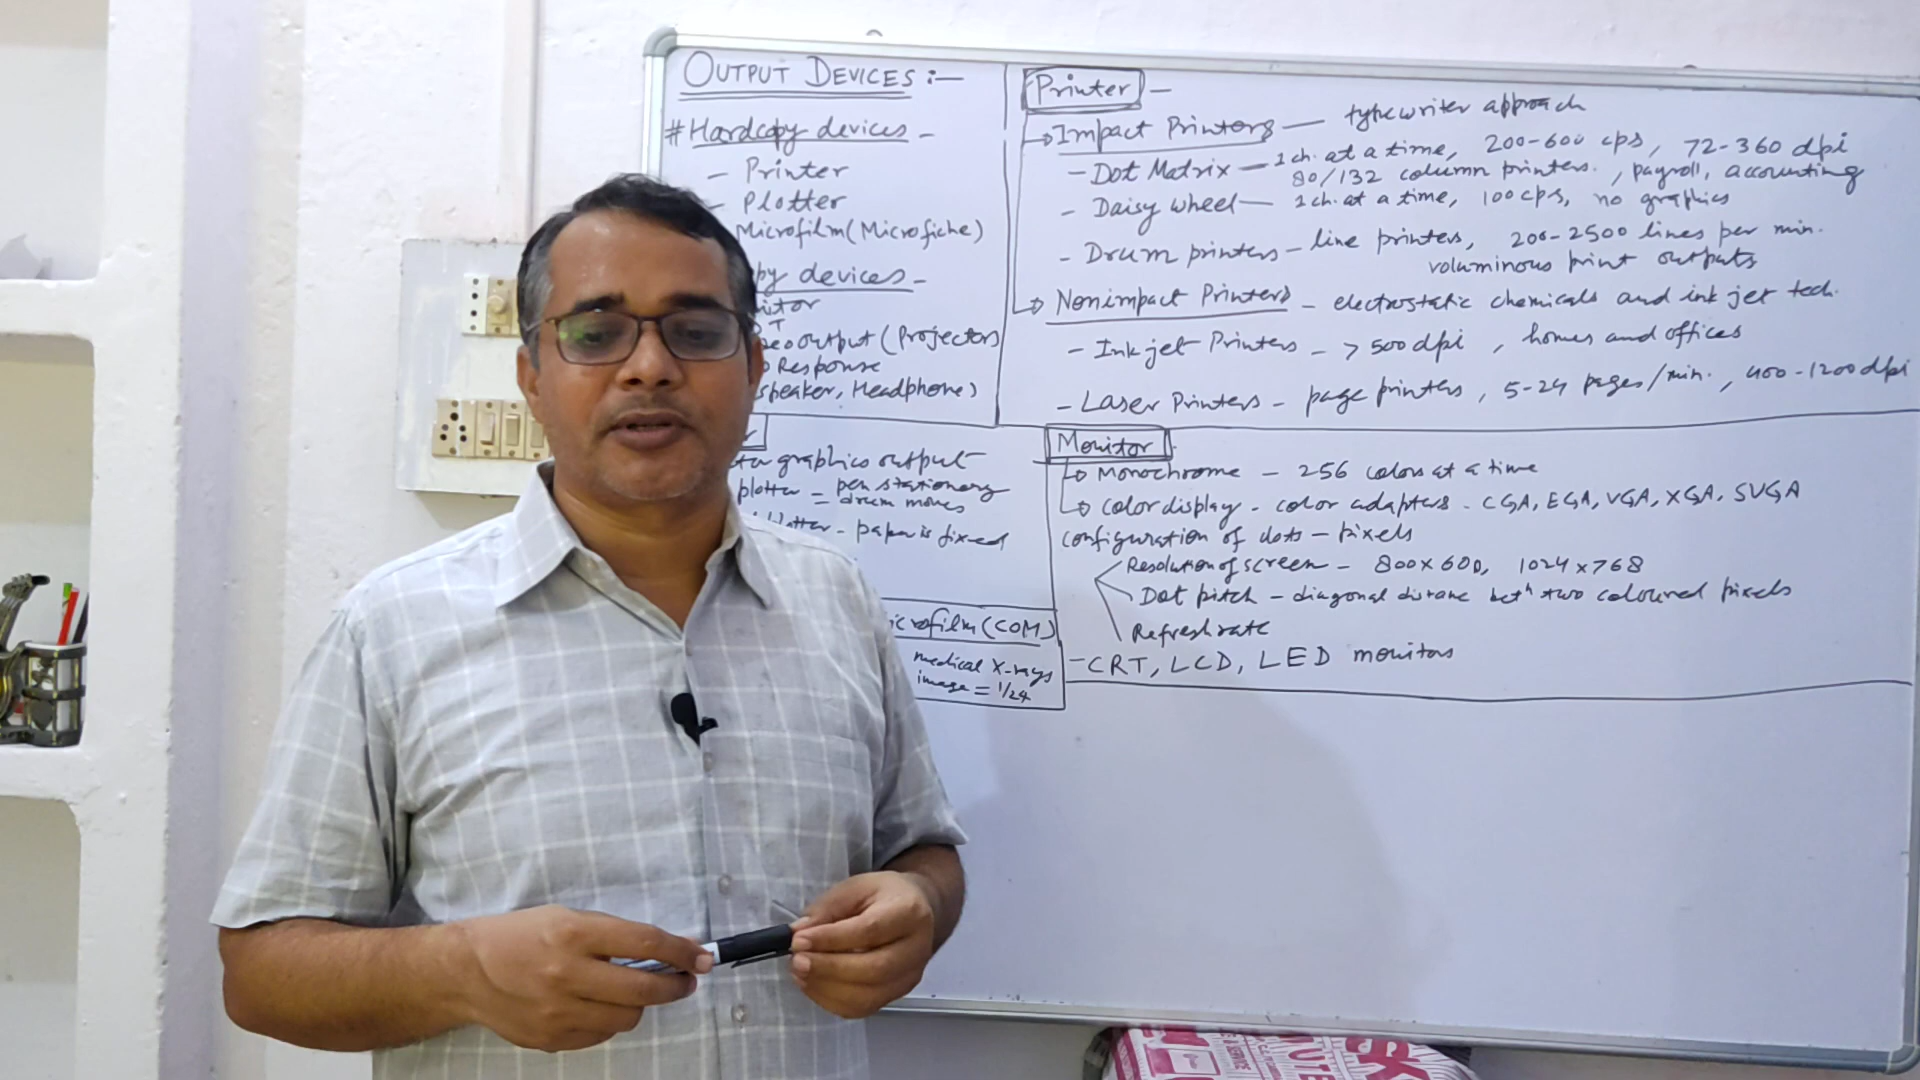 OUTPUT DEVICES :—
# Hardcopy devices -
- Printer
- Plotter
Microfilm (Microfiche)
devices -
output (Projectors
Response
speaker, Headphone)
graphics output
plotter = pen stationary
drum moves
plotter - paper is fixed
microfilm (COM)
medical X-rays
image = 1/24
Printer -
Impact Printers — typewriter approach
- Dot Matrix — 1 ch. at a time, 200-600 cps, 72-360 dpi
80/132 column printers. , payroll, accounting
- Daisy wheel — 1 ch. at a time, 100 cps, no graphics
- Drum printers - line printers, 200-2500 lines per min.
voluminous print outputs
Nonimpact Printers - electrostatic chemicals and ink jet tech.
- Ink jet Printers - > 500 dpi , homes and offices
- Laser Printers - page printers, 5-24 pages/min. , 400-1200 dpi
Monitor
Monochrome - 256 colors at a time
color display - color adapters - CGA, EGA, VGA, XGA, SVGA
configuration of dots - pixels
Resolution of screen - 800x600, 1024x768
Dot pitch - diagonal distance betn two coloured pixels
Refresh rate
- CRT, LCD, LED monitors